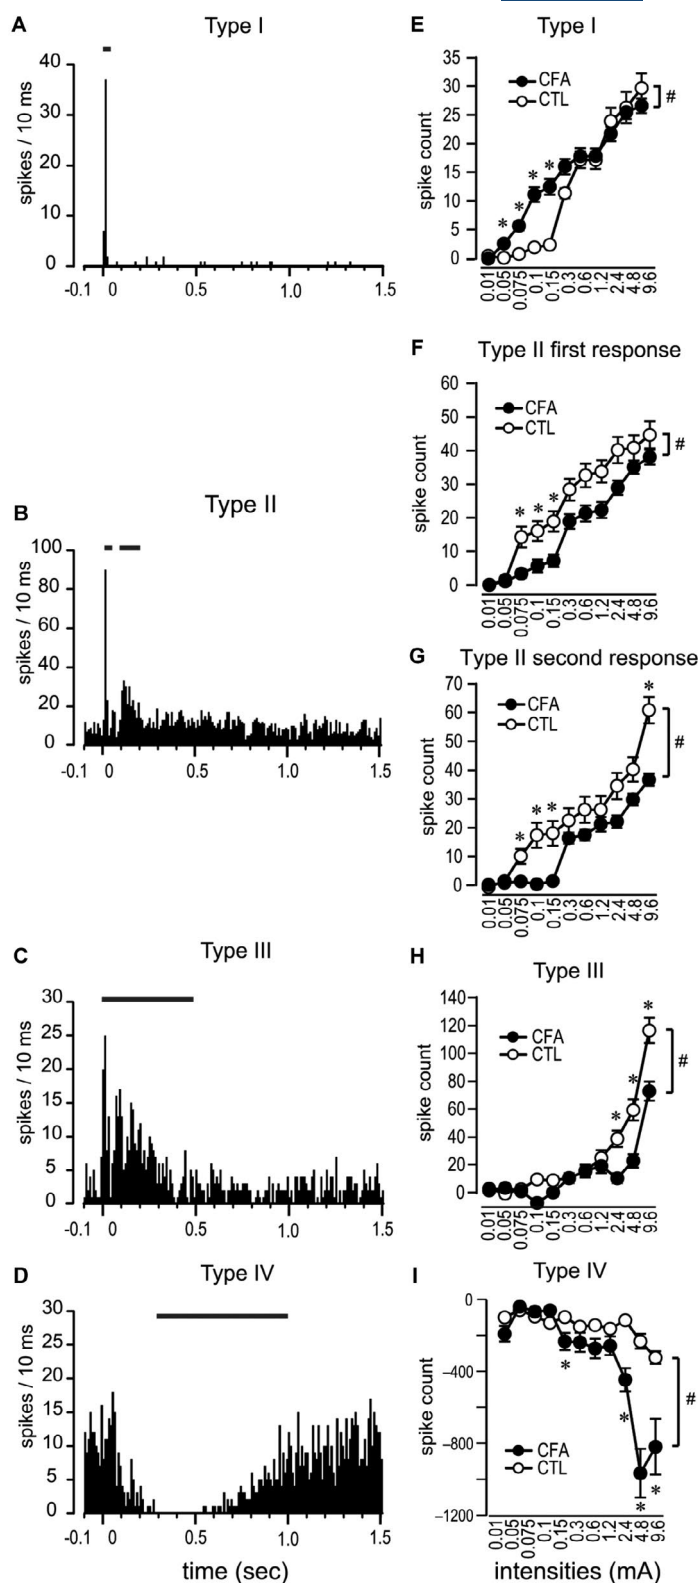 A
Type I
spikes / 10 ms
40
30
20
10
0
-0.1 0 0.5 1.0 1.5
E
Type I
spike count
35
30
25
20
15
10
5
0
CFA
CTL
* * * *
#
0.01 0.05 0.075 0.1 0.15 0.3 0.6 1.2 2.4 4.8 9.6
F
Type II first response
spike count
60
50
40
30
20
10
0
CFA
CTL
* * *
#
0.01 0.05 0.075 0.1 0.15 0.3 0.6 1.2 2.4 4.8 9.6
B
Type II
spikes / 10 ms
100
80
60
40
20
0
-0.1 0 0.5 1.0 1.5
G
Type II second response
spike count
70
60
50
40
30
20
10
0
CFA
CTL
* * * *
#
0.01 0.05 0.075 0.1 0.15 0.3 0.6 1.2 2.4 4.8 9.6
C
Type III
spikes / 10 ms
30
25
20
15
10
5
0
-0.1 0 0.5 1.0 1.5
H
Type III
spike count
140
120
100
80
60
40
20
0
CFA
CTL
* * *
#
0.01 0.05 0.075 0.1 0.15 0.3 0.6 1.2 2.4 4.8 9.6
D
Type IV
spikes / 10 ms
30
25
20
15
10
5
0
-0.1 0 0.5 1.0 1.5
time (sec)
I
Type IV
spike count
0
−400
−800
−1200
CFA
CTL
* * * *
#
0.01 0.05 0.075 0.1 0.15 0.3 0.6 1.2 2.4 4.8 9.6
intensities (mA)